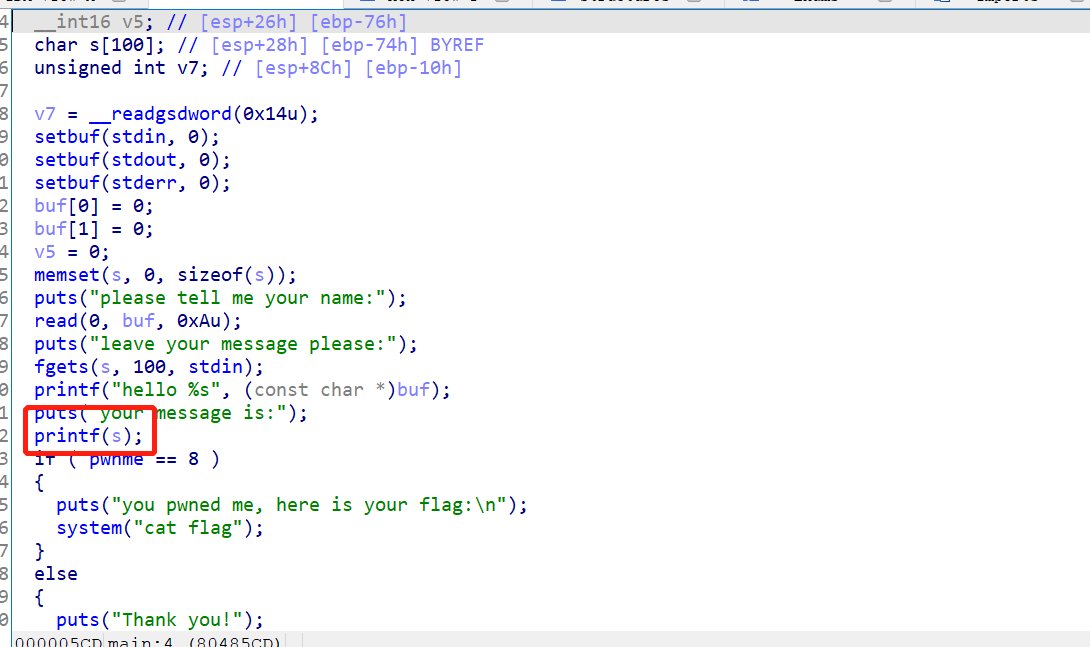 4 __int16 v5; // [esp+26h] [ebp-76h]
5 char s[100]; // [esp+28h] [ebp-74h] BYREF
6 unsigned int v7; // [esp+8Ch] [ebp-10h]
7
8 v7 = __readgsdword(0x14u);
9 setbuf(stdin, 0);
0 setbuf(stdout, 0);
1 setbuf(stderr, 0);
2 buf[0] = 0;
3 buf[1] = 0;
4 v5 = 0;
5 memset(s, 0, sizeof(s));
6 puts("please tell me your name:");
7 read(0, buf, 0xAu);
8 puts("leave your message please:");
9 fgets(s, 100, stdin);
0 printf("hello %s", (const char *)buf);
1 puts( your message is:");
2 printf(s);
3 if ( pwnme == 8 )
4 {
5 puts("you pwned me, here is your flag:\n");
6 system("cat flag");
7 }
8 else
9 {
0 puts("Thank you!");
000005CD main:4 (80485CD)